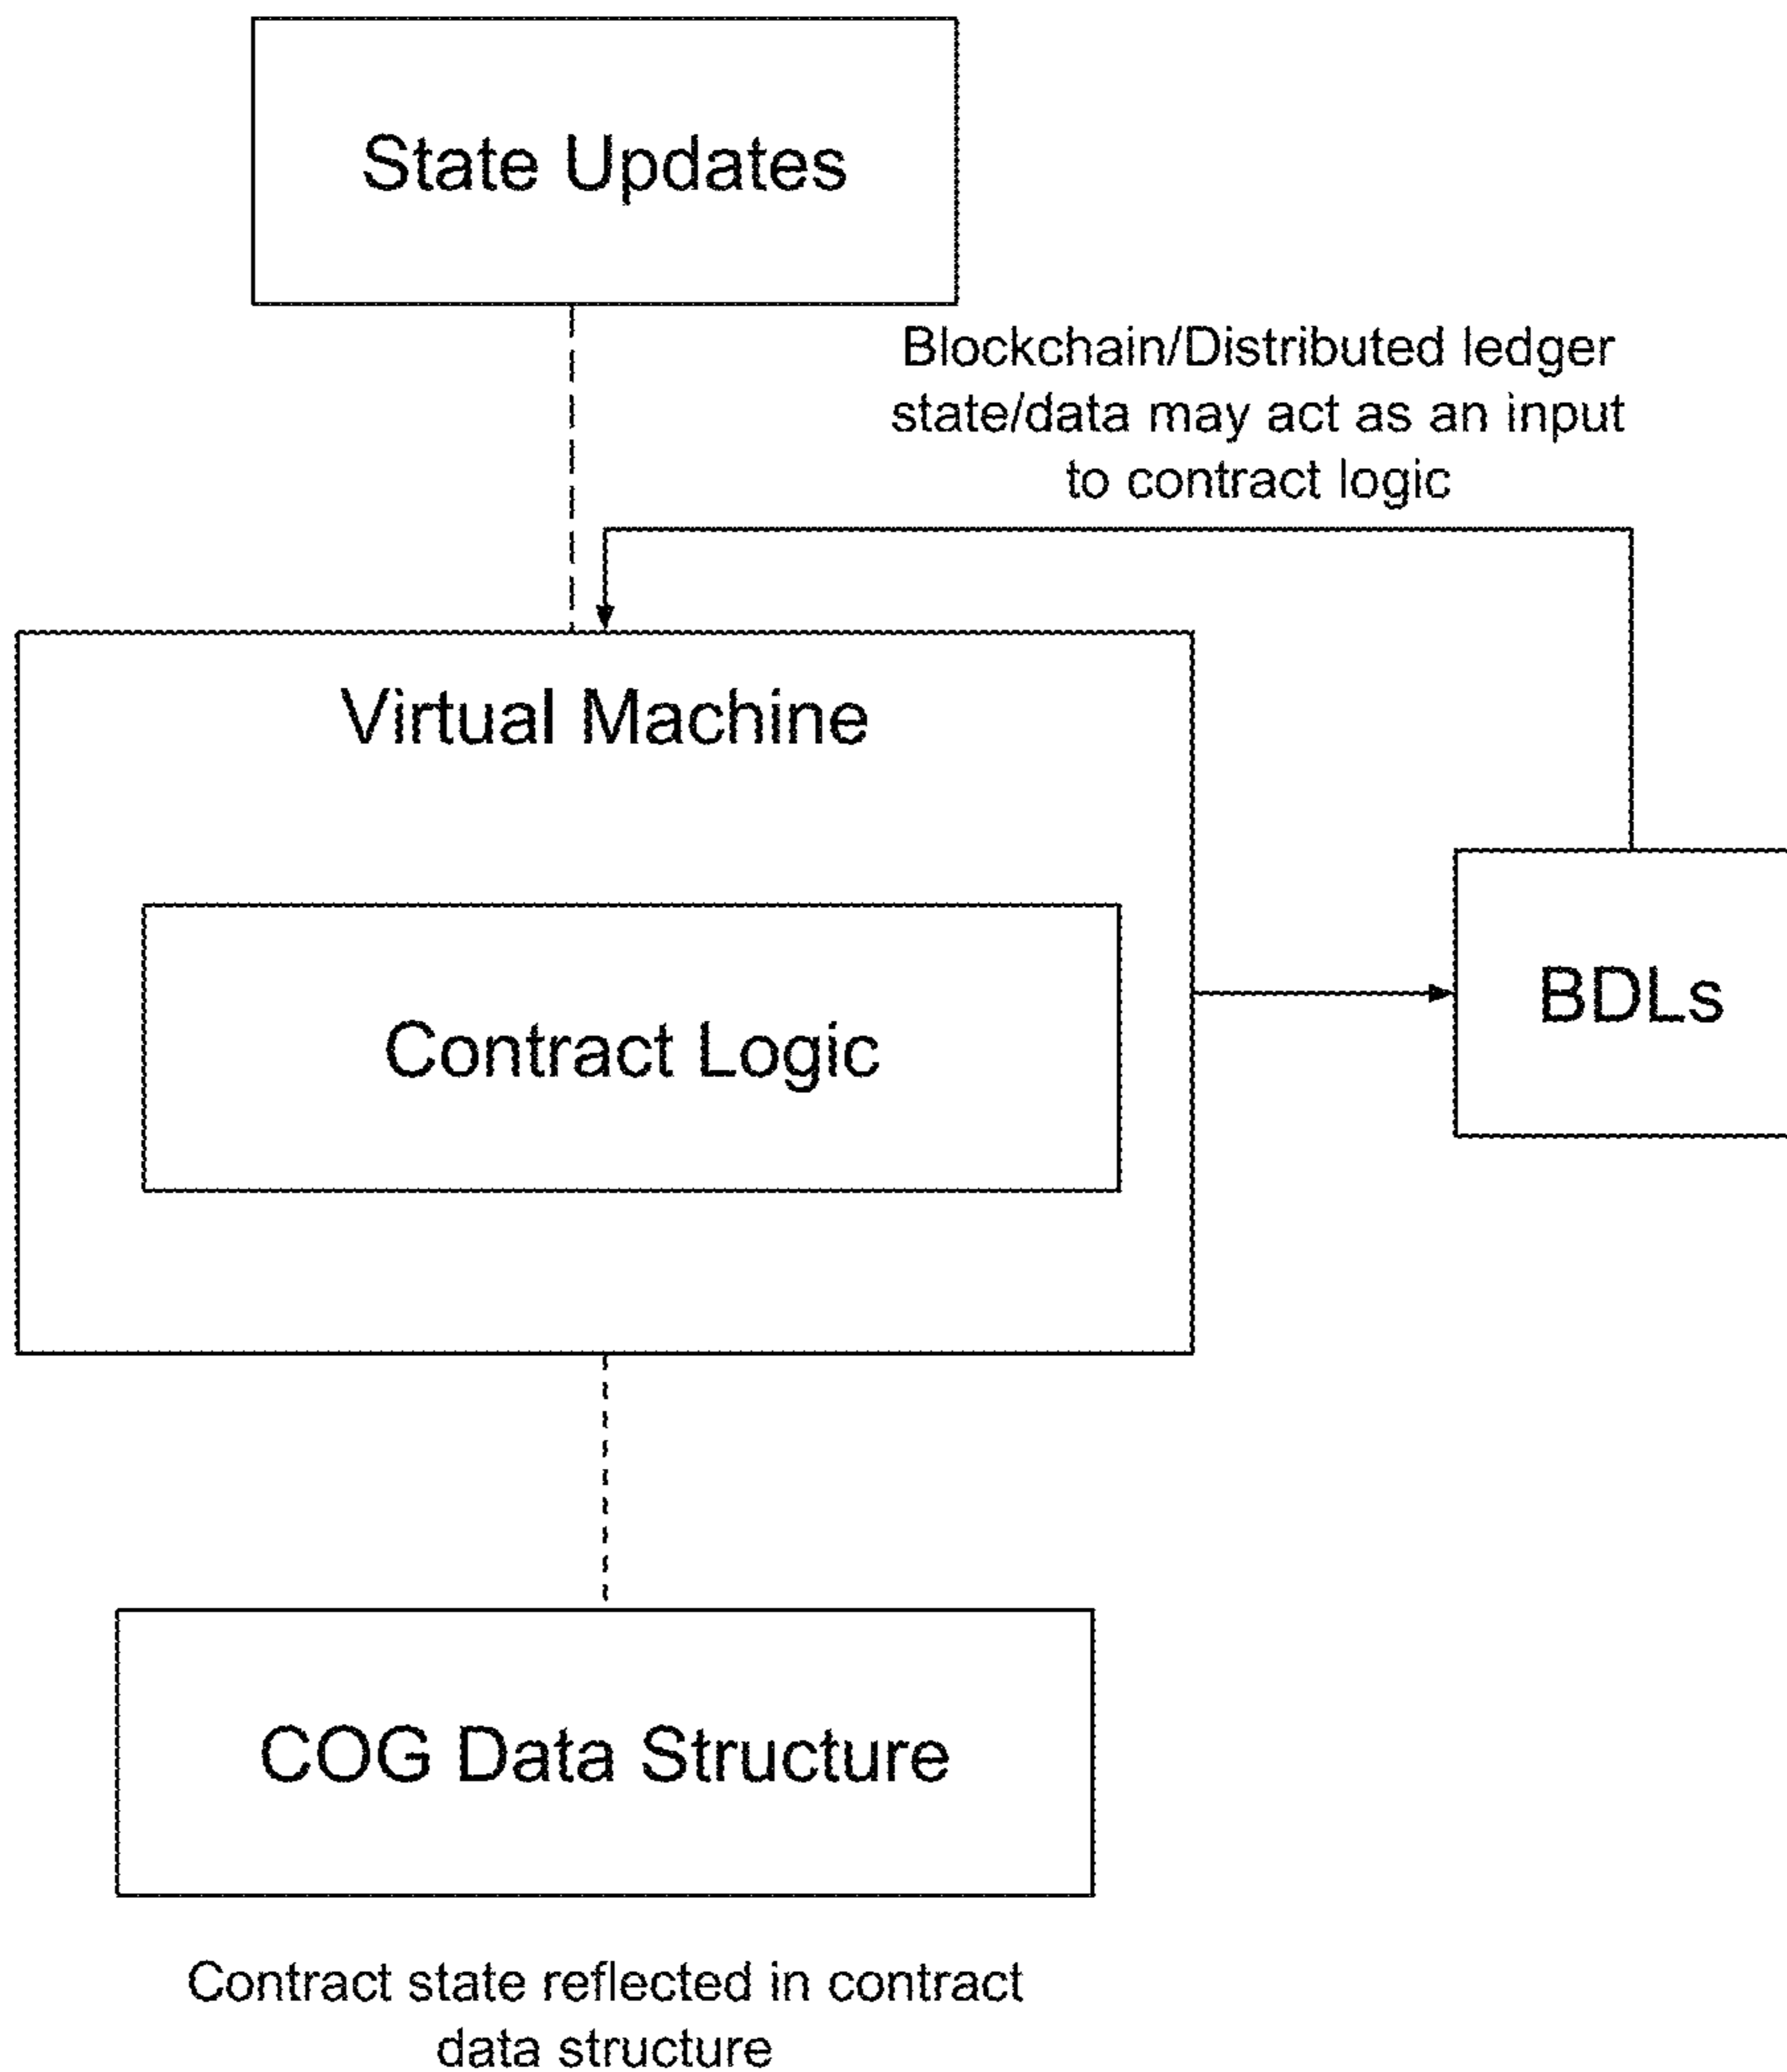 State Updates
Blockchain/Distributed ledger
state/data may act as an input
to contract logic
Virtual Machine
Contract Logic
BDLs
COG Data Structure
Contract state reflected in contract
data structure